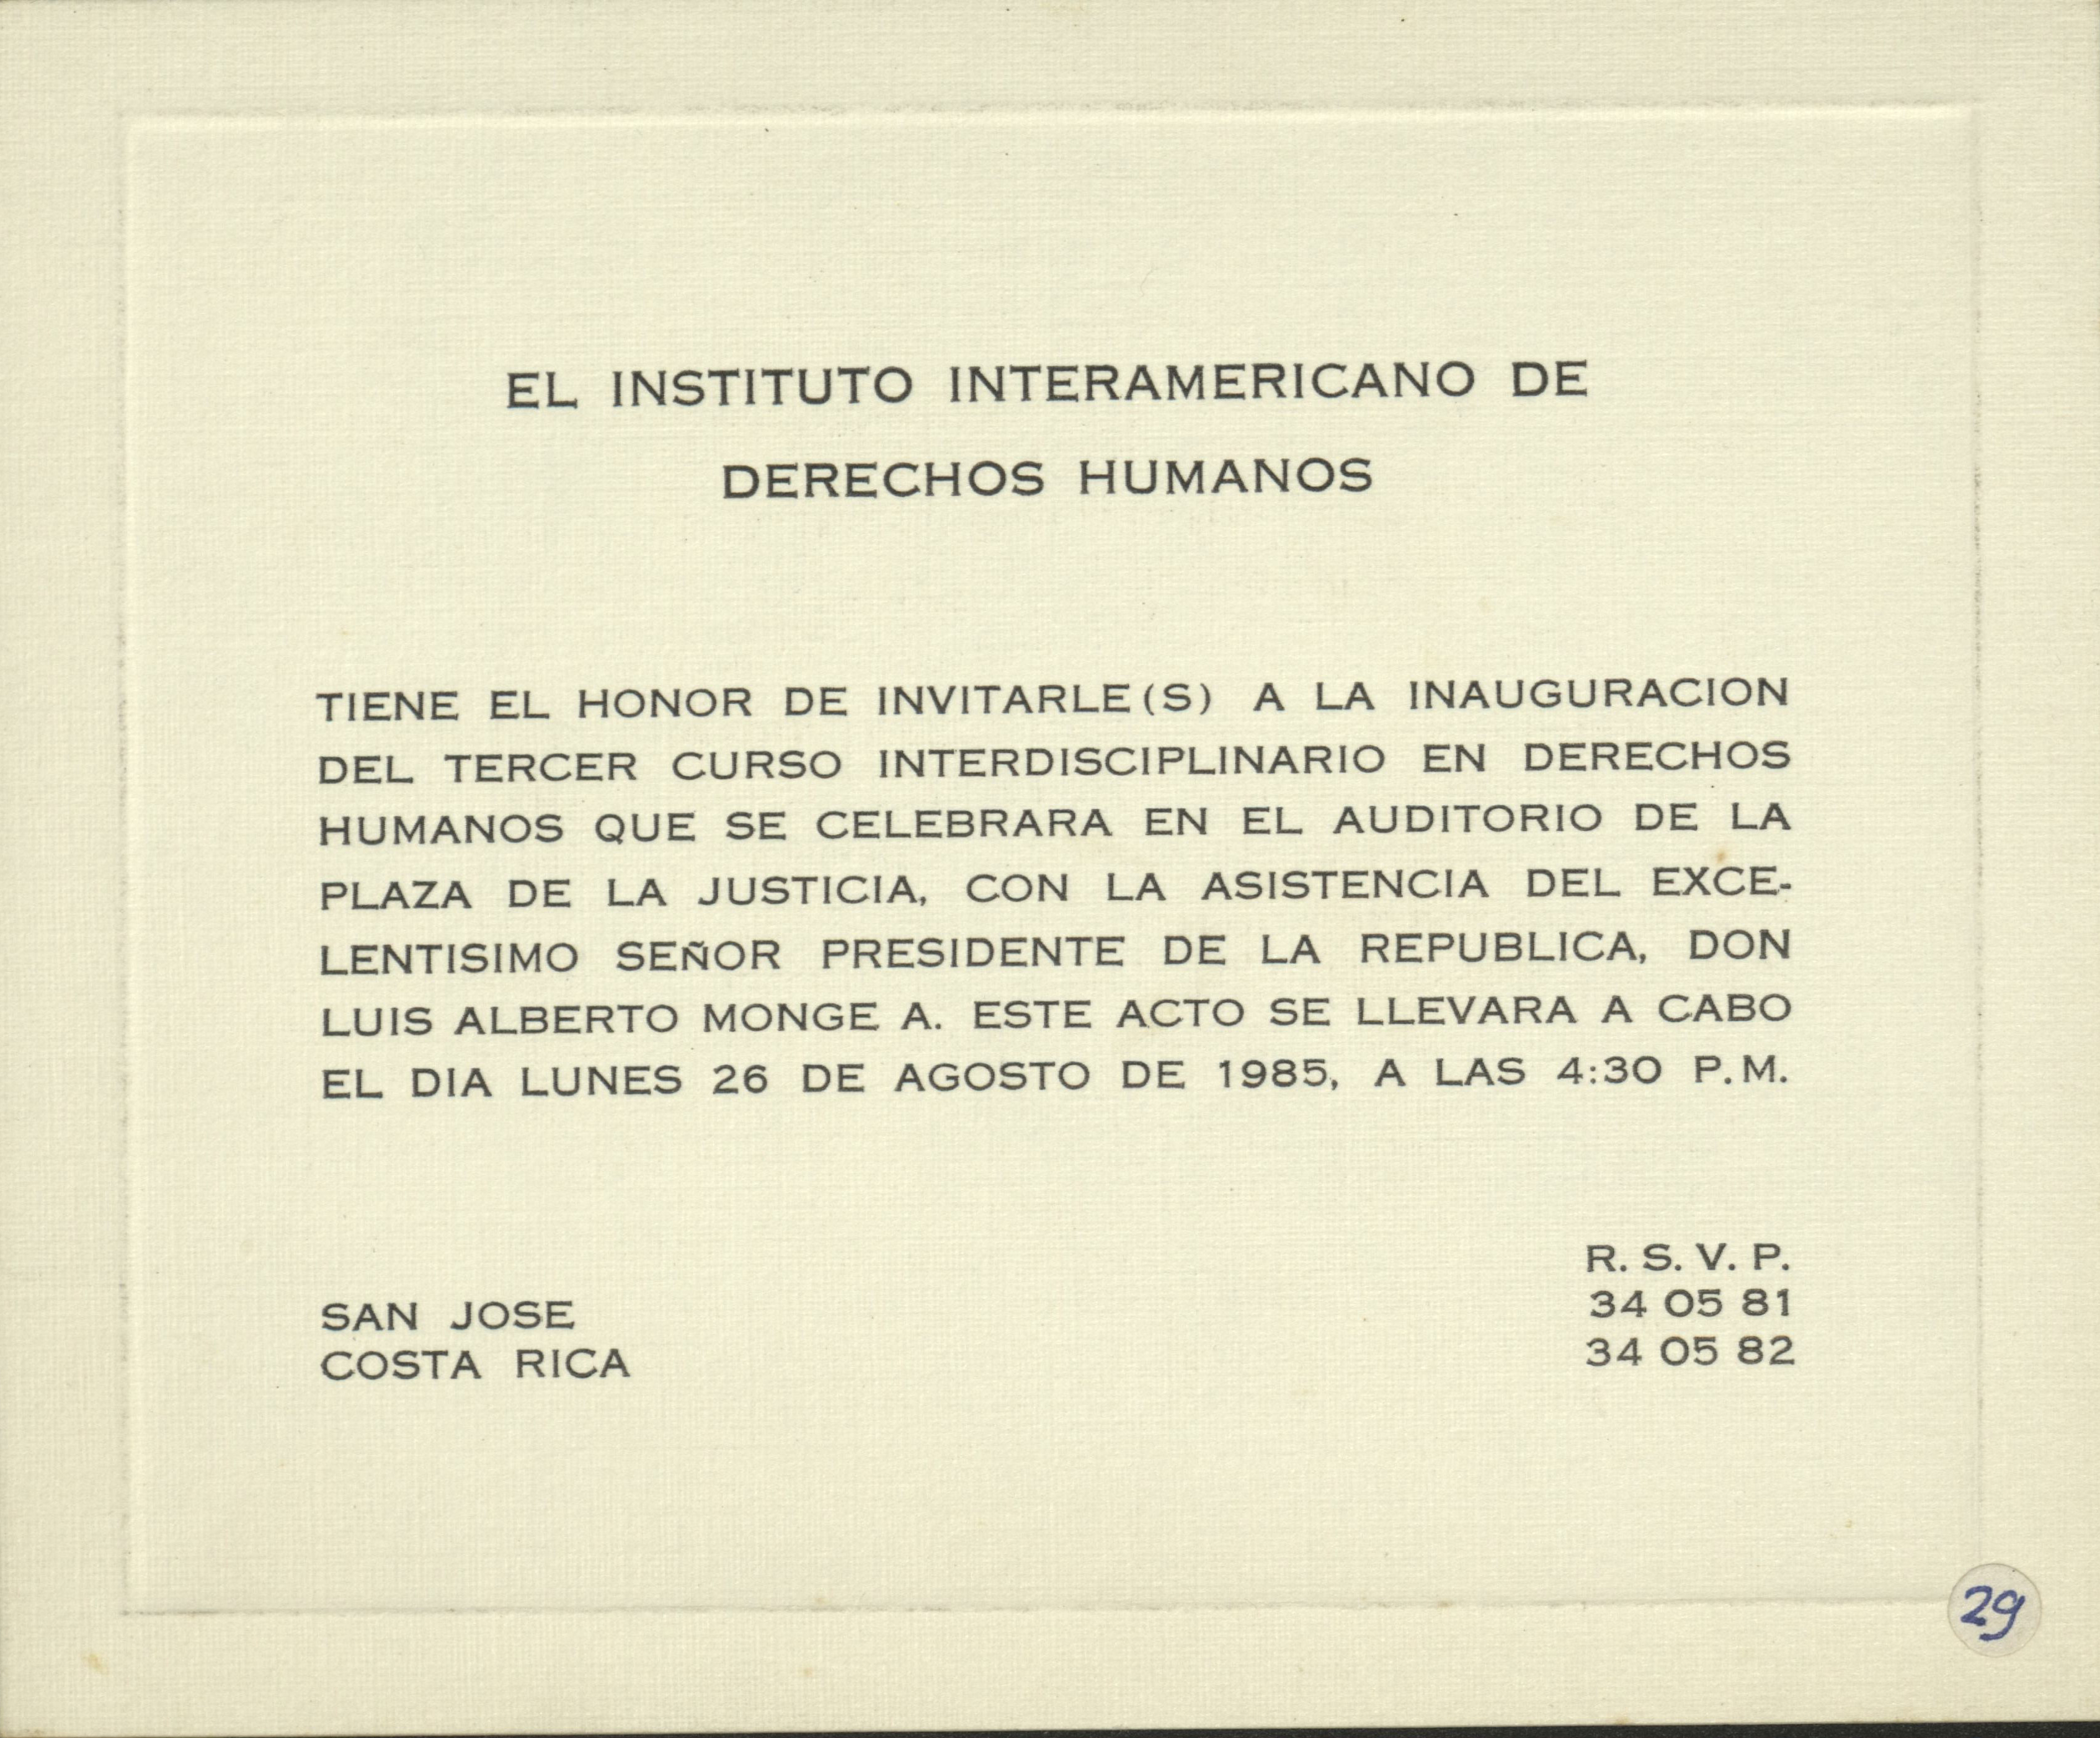 EL INSTITUTO INTERAMERICANO DE
DERECHOS HUMANOS
TIENE EL HONOR DE INVITARLE(S) A LA INAUGURACION
DEL TERCER CURSO INTERDISCIPLINARIO EN DERECHOS
HUMANOS QUE SE CELEBRARA EN EL AUDITORIO DE LA
PLAZA DE LA JUSTICIA, CON LA ASISTENCIA DEL EXCE-
LENTISIMO SEÑOR PRESIDENTE DE LA REPUBLICA, DON
LUIS ALBERTO MONGE A. ESTE ACTO SE LLEVARA A CABO
EL DIA LUNES 26 DE AGOSTO DE 1985, A LAS 4:30 P.M.
SAN JOSE
COSTA RICA
R. S. V. P.
34 05 81
34 05 82
29